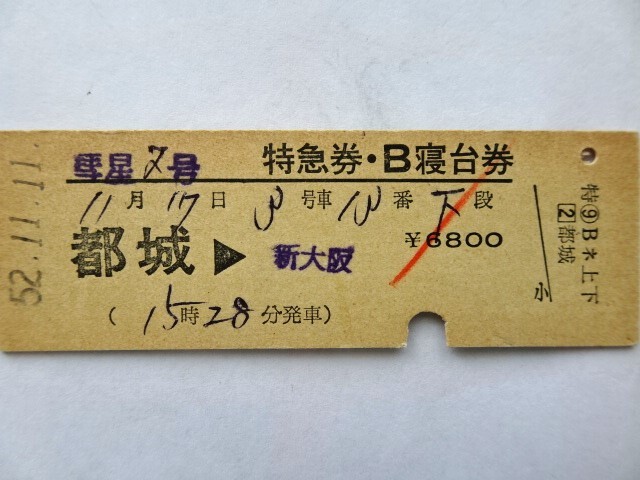 52.11.11.
彗星 2号 特急券・B寝台券
11月17日 8号車 13番 下段
都城▶新大阪 ¥6800
(15時28分発車)
特⑨Bネ上下
[2]都城
小